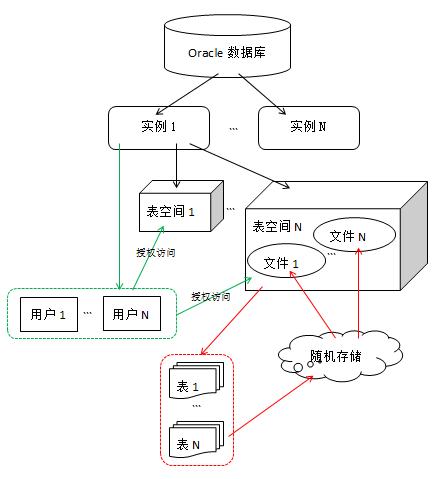 Oracle 数据库
实例 1
...
实例 N
表空间 1
...
表空间 N
文件 N
...
文件 1
授权访问
授权访问
用户 1
...
用户 N
随机存储
表 1
...
表 N